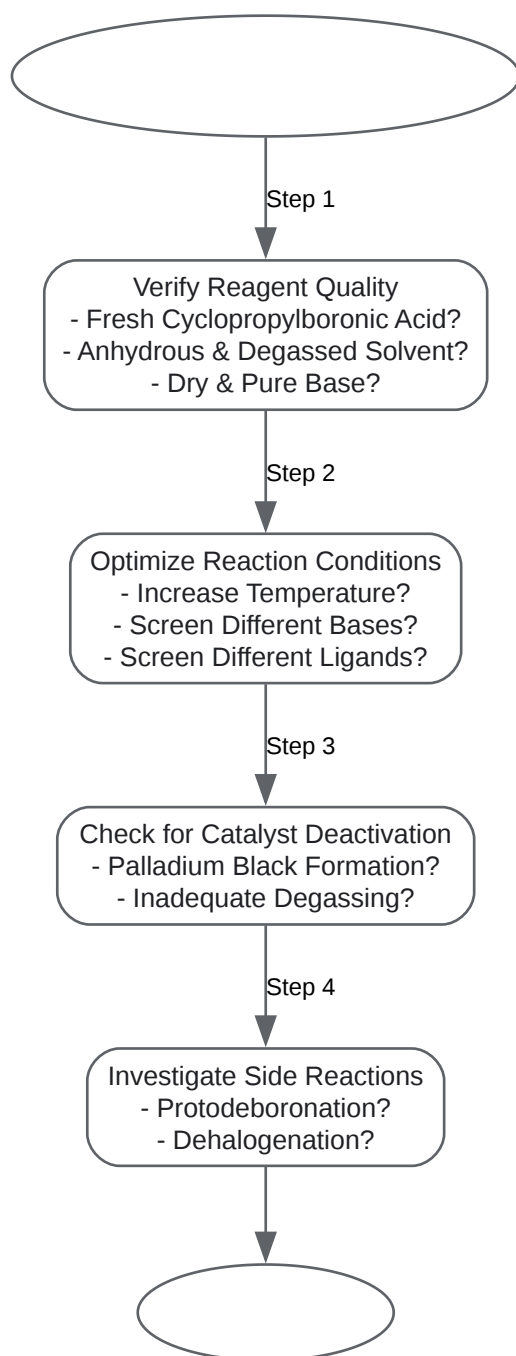 Step 1
Verify Reagent Quality
- Fresh Cyclopropylboronic Acid?
- Anhydrous & Degassed Solvent?
- Dry & Pure Base?
Step 2
Optimize Reaction Conditions
- Increase Temperature?
- Screen Different Bases?
- Screen Different Ligands?
Step 3
Check for Catalyst Deactivation
- Palladium Black Formation?
- Inadequate Degassing?
Step 4
Investigate Side Reactions
- Protodeboronation?
- Dehalogenation?